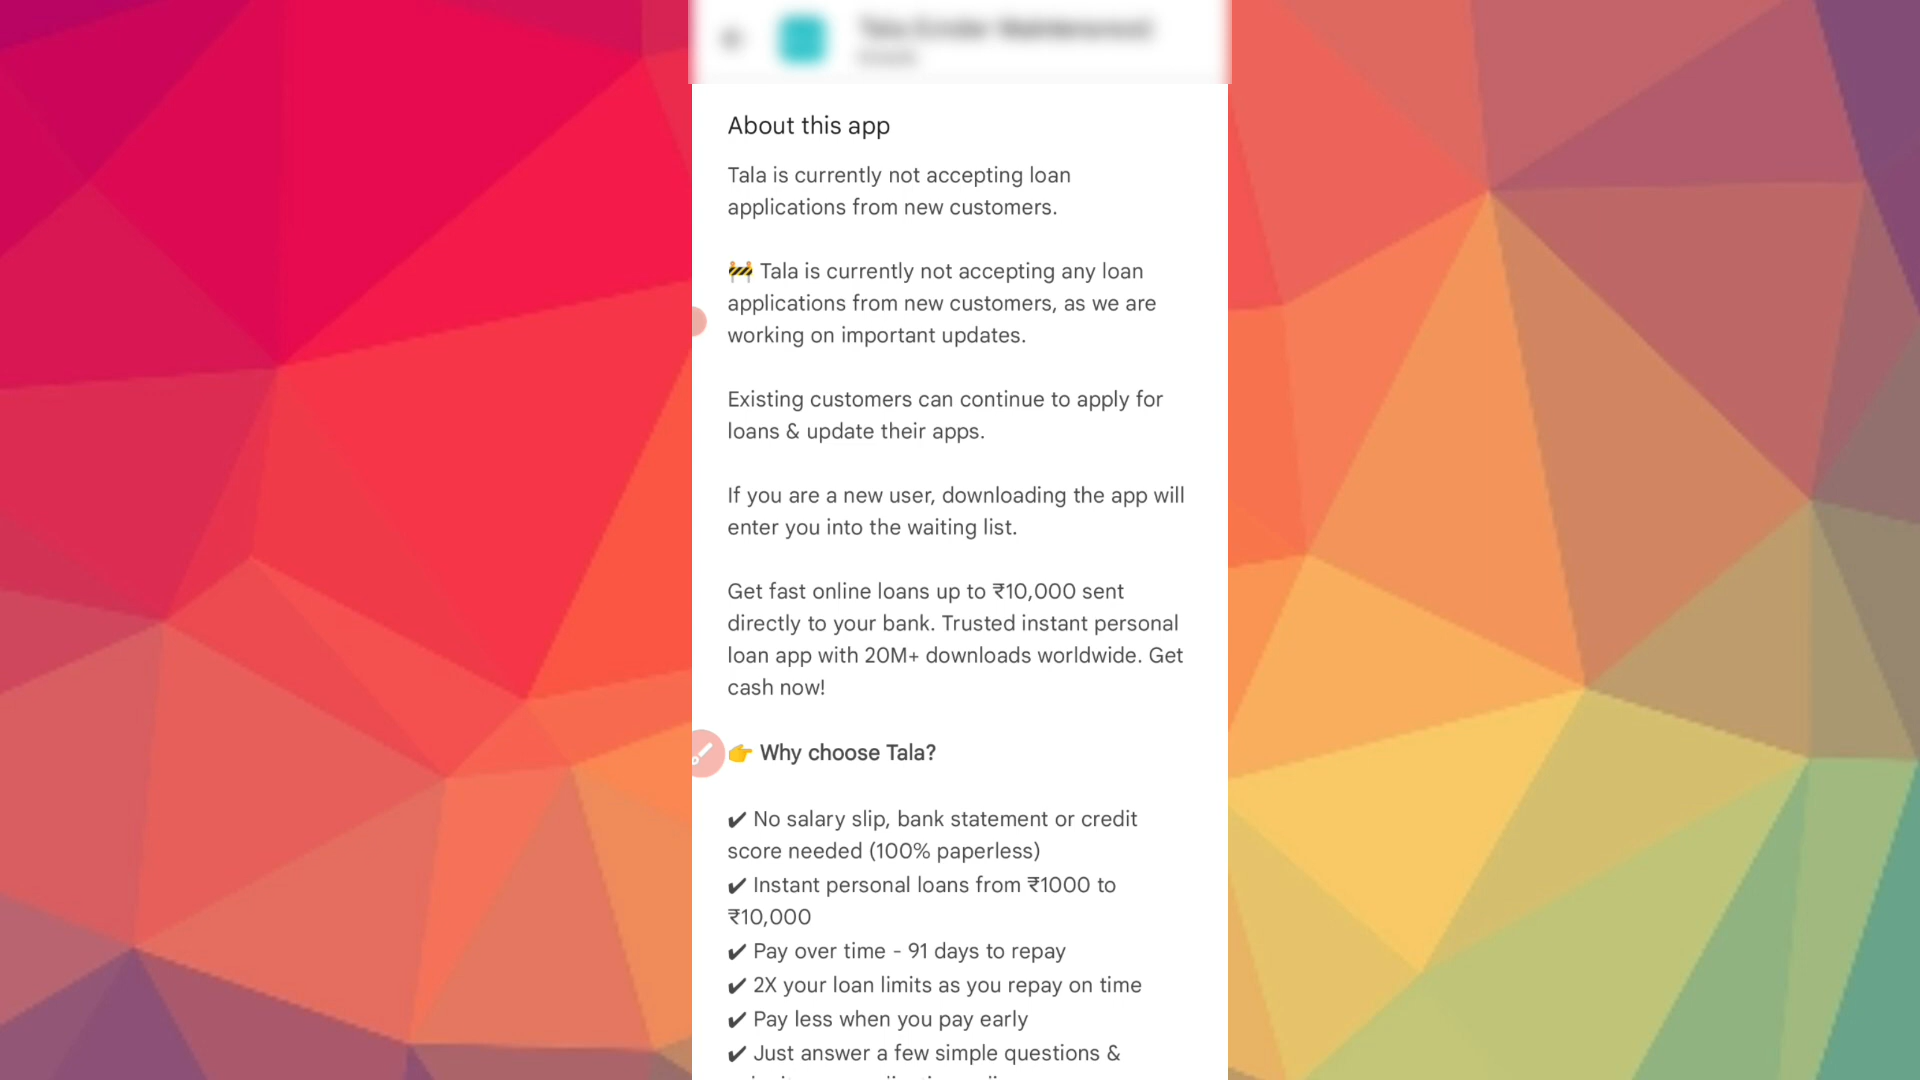 About this app
Tala is currently not accepting loan
applications from new customers.
🚧 Tala is currently not accepting any loan
applications from new customers, as we are
working on important updates.
Existing customers can continue to apply for
loans & update their apps.
If you are a new user, downloading the app will
enter you into the waiting list.
Get fast online loans up to ₹10,000 sent
directly to your bank. Trusted instant personal
loan app with 20M+ downloads worldwide. Get
cash now!
👉 Why choose Tala?
✔ No salary slip, bank statement or credit
score needed (100% paperless)
✔ Instant personal loans from ₹1000 to
₹10,000
✔ Pay over time - 91 days to repay
✔ 2X your loan limits as you repay on time
✔ Pay less when you pay early
✔ Just answer a few simple questions &